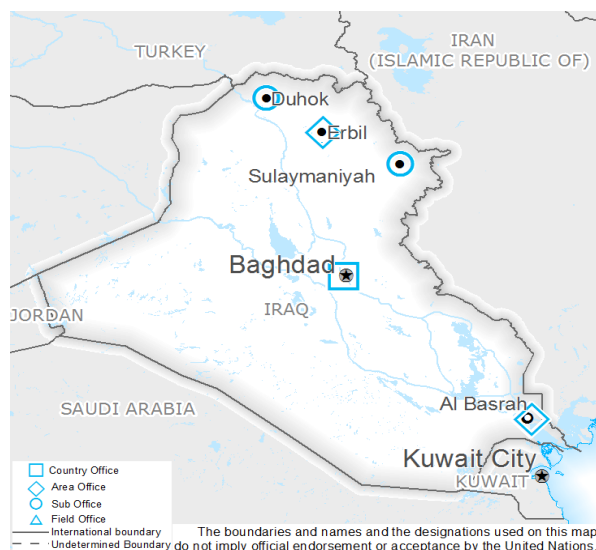 TURKEY
IRAN
(ISLAMIC REPUBLIC OF)
Duhok
Erbil
Sulaymaniyah
Baghdad
IRAQ
JORDAN
SAUDI ARABIA
Al Basrah
Kuwait City
KUWAIT
Country Office
Area Office
Sub Office
Field Office
International boundary
Undetermined Boundary
The boundaries and names and the designations used on this map
do not imply official endorsement or acceptance by the United Nations.